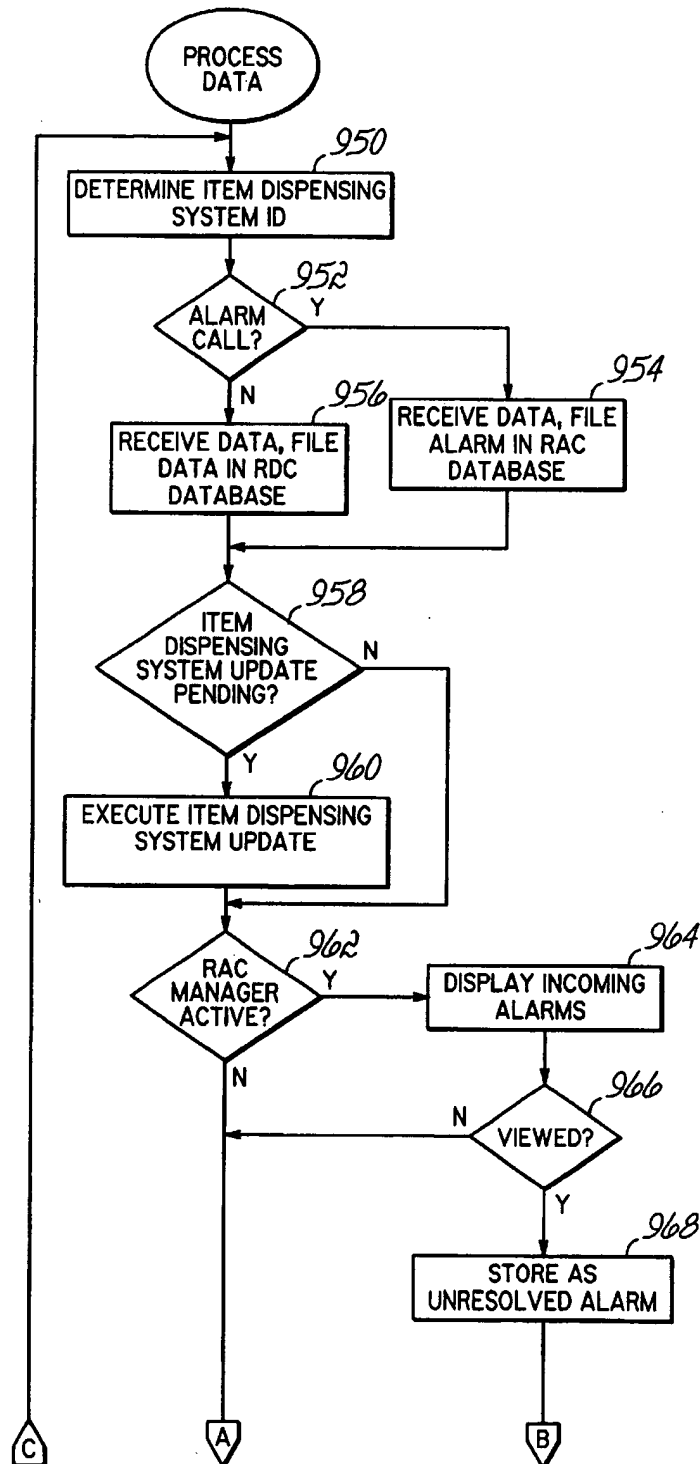 PROCESS
DATA
950
DETERMINE ITEM DISPENSING
SYSTEM ID
952
ALARM
CALL?
Y
N
956
RECEIVE DATA, FILE
DATA IN RDC
DATABASE
954
RECEIVE DATA, FILE
ALARM IN RAC
DATABASE
958
ITEM
DISPENSING
SYSTEM UPDATE
PENDING?
N
Y
960
EXECUTE ITEM DISPENSING
SYSTEM UPDATE
962
RAC
MANAGER
ACTIVE?
Y
N
964
DISPLAY INCOMING
ALARMS
966
VIEWED?
N
Y
968
STORE AS
UNRESOLVED ALARM
C
A
B